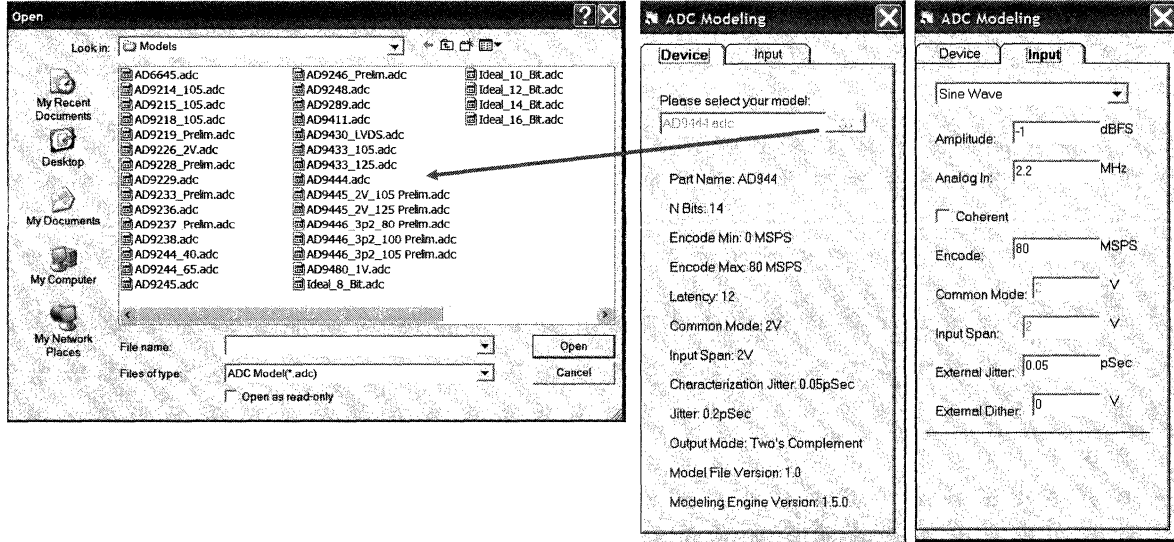 Open
Look in: Models
My Recent Documents
Desktop
My Documents
My Computer
My Network Places
AD6645.adc
AD9214_105.adc
AD9215_105.adc
AD9218_105.adc
AD9219_Prelim.adc
AD9226_2V.adc
AD9228_Prelim.adc
AD9229.adc
AD9233_Prelim.adc
AD9236.adc
AD9237_Prelim.adc
AD9238.adc
AD9244_40.adc
AD9244_65.adc
AD9245.adc
AD9246_Prelim.adc
AD9248.adc
AD9289.adc
AD9411.adc
AD9430_LVDS.adc
AD9433_105.adc
AD9433_125.adc
AD9444.adc
AD9445_2V_105 Prelim.adc
AD9445_2V_125 Prelim.adc
AD9446_3p2_80 Prelim.adc
AD9446_3p2_100 Prelim.adc
AD9446_3p2_105 Prelim.adc
AD9480_1V.adc
Ideal_8_Bit.adc
Ideal_10_Bit.adc
Ideal_12_Bit.adc
Ideal_14_Bit.adc
Ideal_16_Bit.adc
File name:
Open
Files of type: ADC Model(*.adc)
Cancel
Open as read-only
ADC Modeling
Device Input
Please select your model:
AD9444.adc ...
Part Name: AD944
N Bits: 14
Encode Min: 0 MSPS
Encode Max: 80 MSPS
Latency: 12
Common Mode: 2V
Input Span: 2V
Characterization Jitter: 0.05pSec
Jitter: 0.2pSec
Output Mode: Two's Complement
Model File Version: 1.0
Modeling Engine Version: 1.5.0
ADC Modeling
Device Input
Sine Wave
Amplitude: -1 dBFS
Analog In: 2.2 MHz
Coherent
Encode: 80 MSPS
Common Mode: V
Input Span: 2 V
External Jitter: 0.05 pSec
External Dither: 0 V